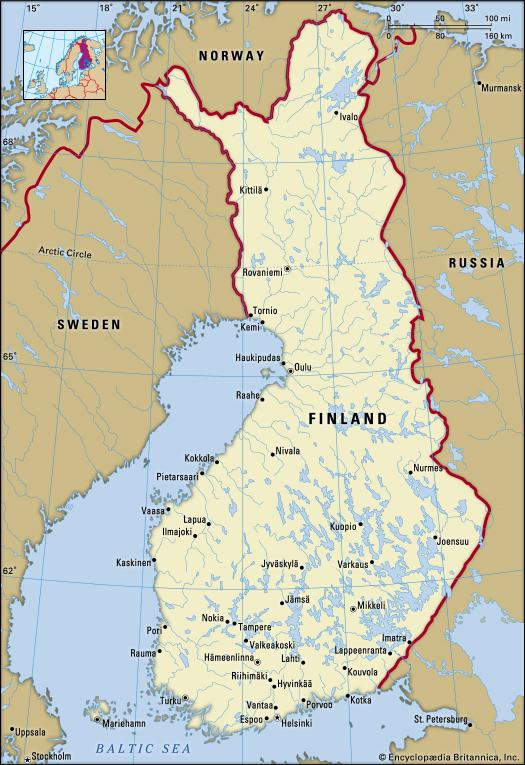 15°
21°
24°
27°
30°
33°
0 50 100 mi
0 80 160 km
NORWAY
Murmansk
Ivalo
68°
Kittilä
Arctic Circle
Rovaniemi
RUSSIA
Tornio
SWEDEN
Kemi
65°
Haukipudas
Oulu
Raahe
FINLAND
Nivala
Kokkola
Pietarsaari
Nurmes
Vaasa
Lapua
Kuopio
Ilmajoki
Joensuu
Kaskinen
Jyväskylä
Varkaus
62°
Jämsä
Mikkeli
Nokia
Pori
Tampere
Valkeakoski
Imatra
Rauma
Hämeenlinna
Lahti
Lappeenranta
Riihimäki
Kouvola
Hyvinkää
Turku
Porvoo
Kotka
Mariehamn
Vantaa
Espoo
Helsinki
St. Petersburg
Uppsala
BALTIC SEA
Stockholm
© Encyclopædia Britannica, Inc.